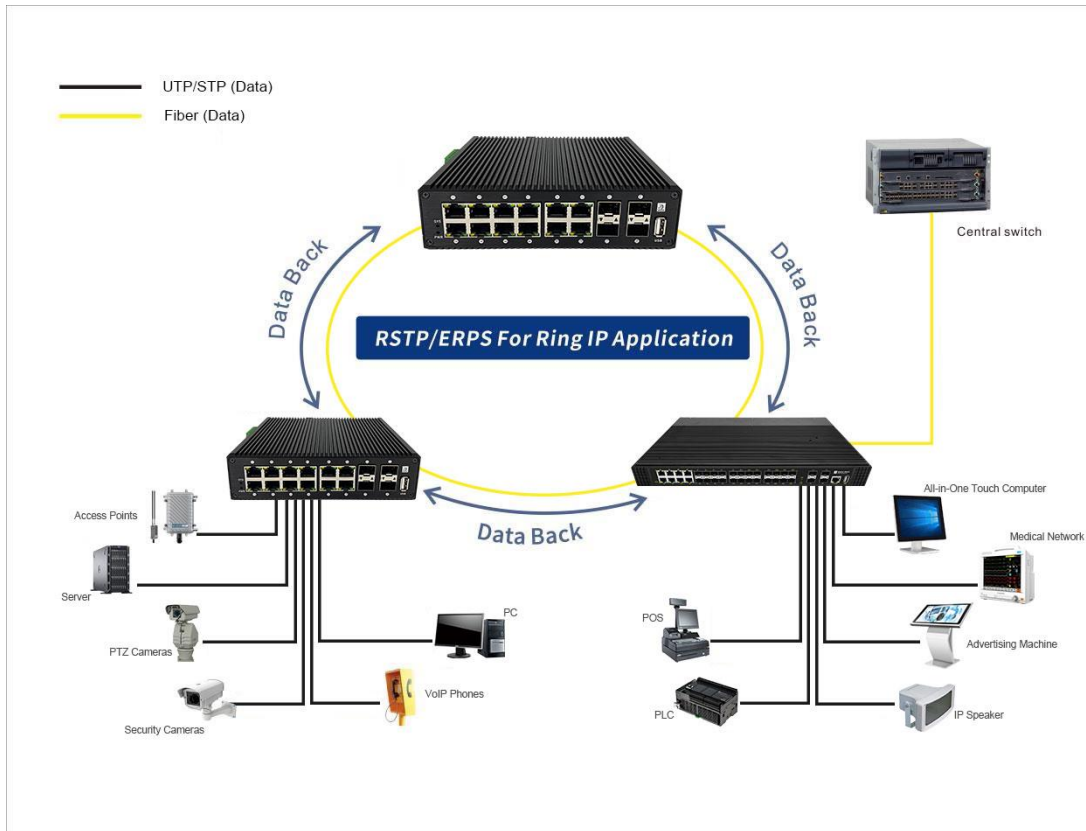 UTP/STP (Data)
Fiber (Data)
Central switch
Data Back
Data Back
RSTP/ERPS For Ring IP Application
Data Back
Access Points
Server
PTZ Cameras
Security Cameras
PC
VoIP Phones
All-in-One Touch Computer
Medical Network
POS
Advertising Machine
PLC
IP Speaker